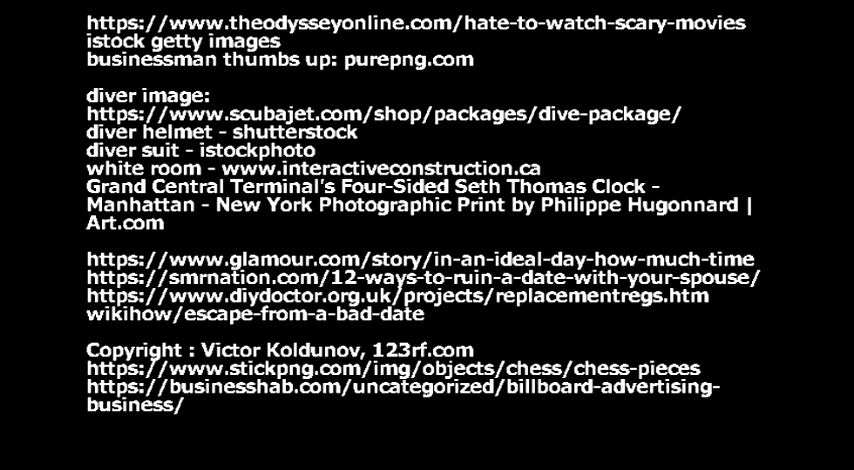 https://www.theodysseyonline.com/hate-to-watch-scary-movies
istock getty images
businessman thumbs up: purepng.com
diver image:
https://www.scubajet.com/shop/packages/dive-package/
diver helmet - shutterstock
diver suit - istockphoto
white room - www.interactiveconstruction.ca
Grand Central Terminal's Four-Sided Seth Thomas Clock -
Manhattan - New York Photographic Print by Philippe Hugonnard |
Art.com
https://www.glamour.com/story/in-an-ideal-day-how-much-time
https://smrnation.com/12-ways-to-ruin-a-date-with-your-spouse/
https://www.diydoctor.org.uk/projects/replacementregs.htm
wikihow/escape-from-a-bad-date
Copyright : Victor Koldunov, 123rf.com
https://www.stickpng.com/img/objects/chess/chess-pieces
https://businesshab.com/uncategorized/billboard-advertising-
business/